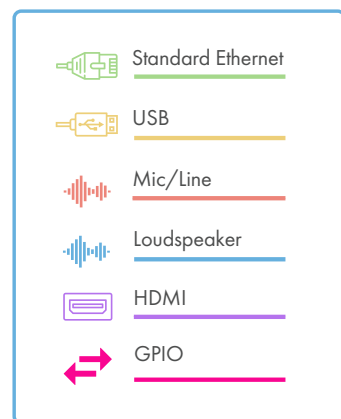 Standard Ethernet
USB
Mic/Line
Loudspeaker
HDMI
GPIO